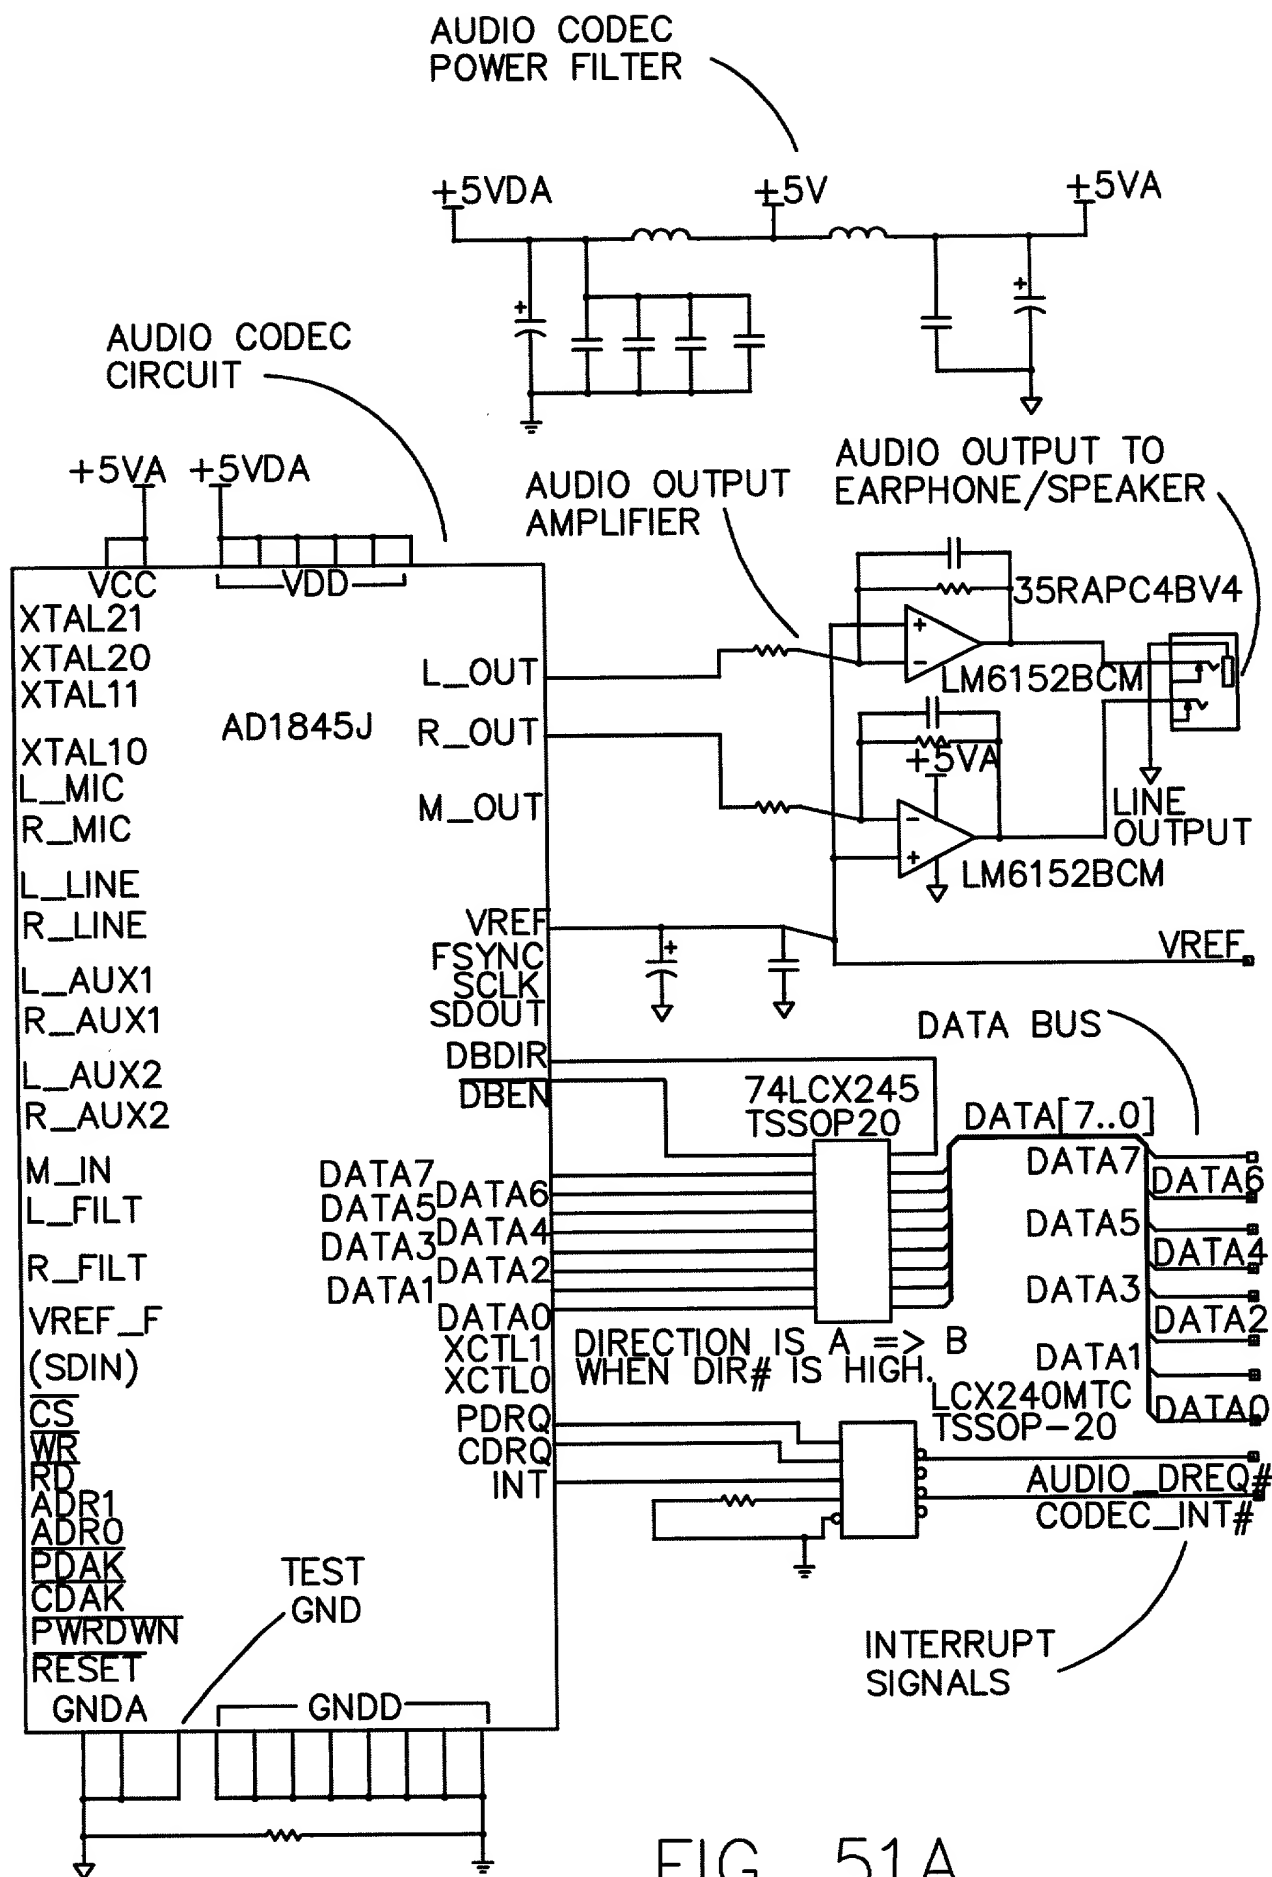 AUDIO CODEC
POWER FILTER
+5VDA
+5V
+5VA
+
+
AUDIO CODEC
CIRCUIT
+5VA
+5VDA
AUDIO OUTPUT
AMPLIFIER
AUDIO OUTPUT TO
EARPHONE/SPEAKER
VCC
VDD
XTAL21
XTAL20
XTAL11
AD1845J
XTAL10
L_MIC
R_MIC
L_LINE
R_LINE
L_AUX1
R_AUX1
L_AUX2
R_AUX2
M_IN
L_FILT
R_FILT
VREF_F
(SDIN)
CS
WR
RD
ADR1
ADR0
PDAK
CDAK
PWRDWN
RESET
GNDA
GNDD
TEST
GND
L_OUT
R_OUT
M_OUT
VREF
FSYNC
SCLK
SDOUT
DBDIR
DBEN
DATA7
DATA6
DATA5
DATA4
DATA3
DATA2
DATA1
DATA0
XCTL1
XCTL0
PDRQ
CDRQ
INT
35RAPC4BV4
+
−
LM6152BCM
+5VA
−
+
LM6152BCM
LINE
OUTPUT
+
VREF
DATA BUS
74LCX245
TSSOP20
DATA[7..0]
DATA7
DATA6
DATA5
DATA4
DATA3
DATA2
DATA1
DATA0
DIRECTION IS A => B
WHEN DIR# IS HIGH.
LCX240MTC
TSSOP-20
AUDIO_DREQ#
CODEC_INT#
INTERRUPT
SIGNALS
FIG. 51A